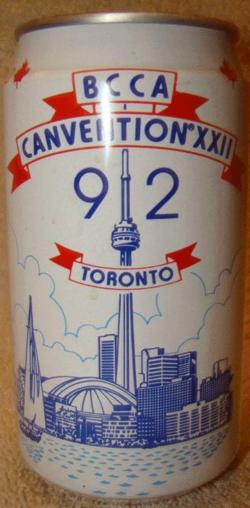 BCCA
CANVENTION® XXII
92
TORONTO